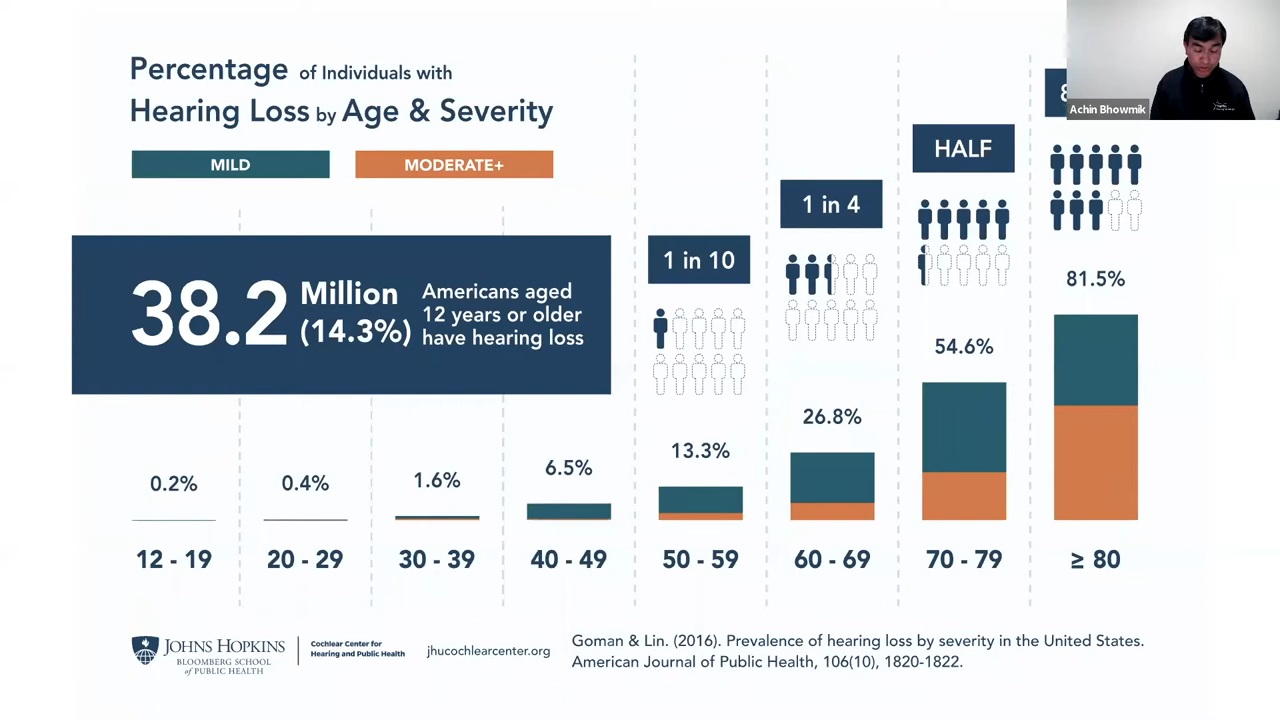 Percentage of Individuals with
Hearing Loss by Age & Severity
MILD
MODERATE+
38.2 Million (14.3%)
Americans aged
12 years or older
have hearing loss
1 in 10
1 in 4
HALF
8
Achin Bhowmik
0.2%
0.4%
1.6%
6.5%
13.3%
26.8%
54.6%
81.5%
12 - 19
20 - 29
30 - 39
40 - 49
50 - 59
60 - 69
70 - 79
≥ 80
JOHNS HOPKINS
BLOOMBERG SCHOOL
of PUBLIC HEALTH
Cochlear Center for
Hearing and Public Health
jhucochlearcenter.org
Goman & Lin. (2016). Prevalence of hearing loss by severity in the United States.
American Journal of Public Health, 106(10), 1820-1822.